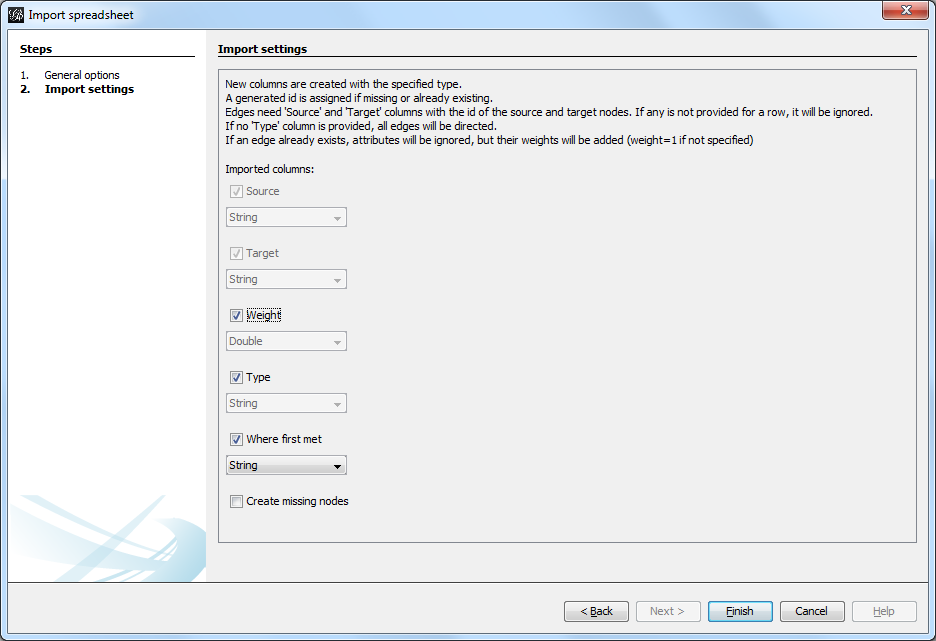 Import spreadsheet
Steps
1. General options
2. Import settings
Import settings
New columns are created with the specified type.
A generated id is assigned if missing or already existing.
Edges need 'Source' and 'Target' columns with the id of the source and target nodes. If any is not provided for a row, it will be ignored.
If no 'Type' column is provided, all edges will be directed.
If an edge already exists, attributes will be ignored, but their weights will be added (weight=1 if not specified)
Imported columns:
Source
String
Target
String
Weight
Double
Type
String
Where first met
String
Create missing nodes
< Back Next > Finish Cancel Help